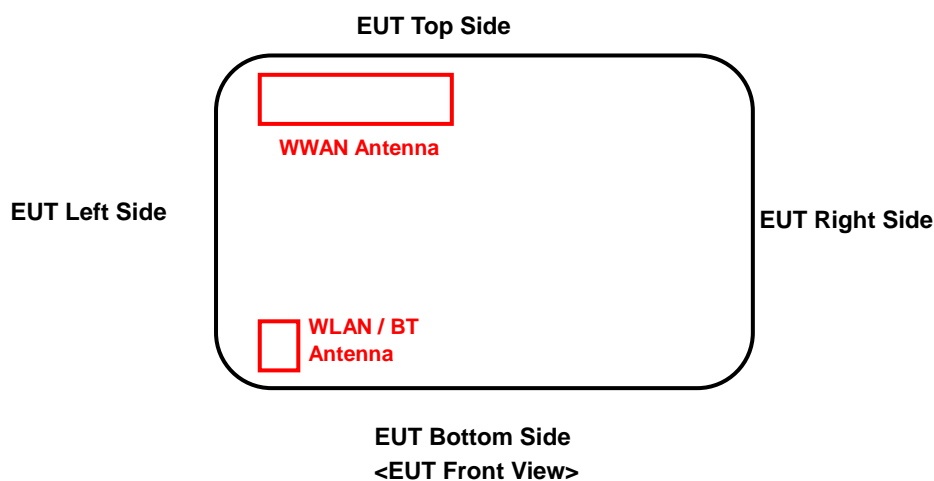 EUT Top Side
WWAN Antenna
EUT Left Side
EUT Right Side
WLAN / BT
Antenna
EUT Bottom Side
<EUT Front View>